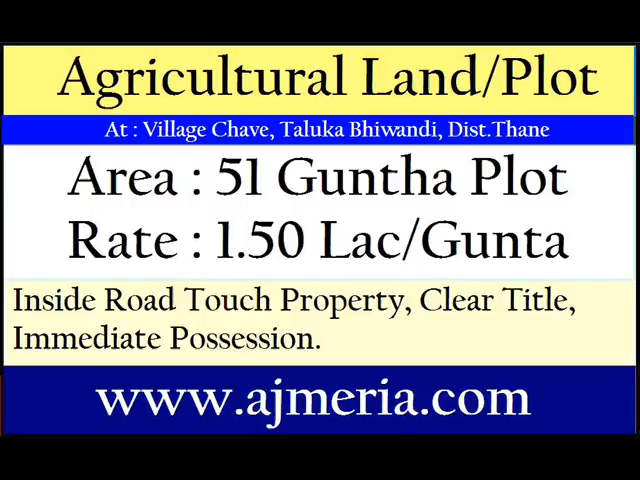 Agricultural Land/Plot
At : Village Chave, Taluka Bhiwandi, Dist.Thane
Area : 51 Guntha Plot
Rate : 1.50 Lac/Gunta
Inside Road Touch Property, Clear Title,
Immediate Possession.
www.ajmeria.com